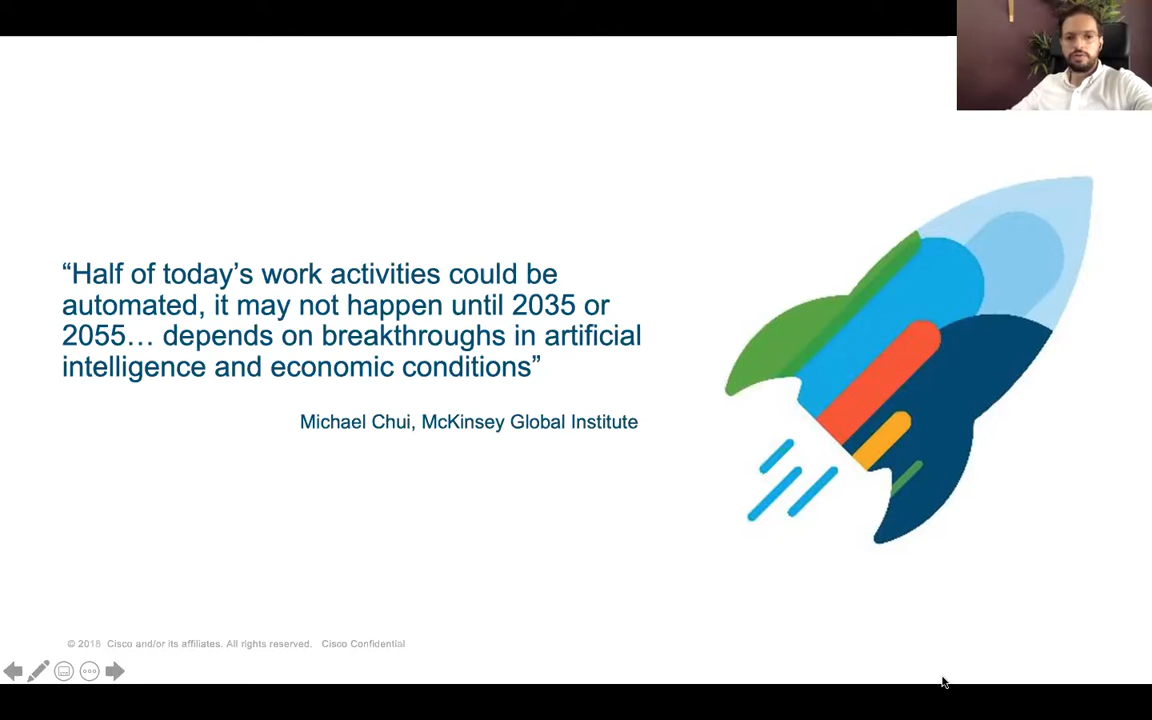 “Half of today’s work activities could be
automated, it may not happen until 2035 or
2055… depends on breakthroughs in artificial
intelligence and economic conditions”
Michael Chui, McKinsey Global Institute
© 2018 Cisco and/or its affiliates. All rights reserved. Cisco Confidential